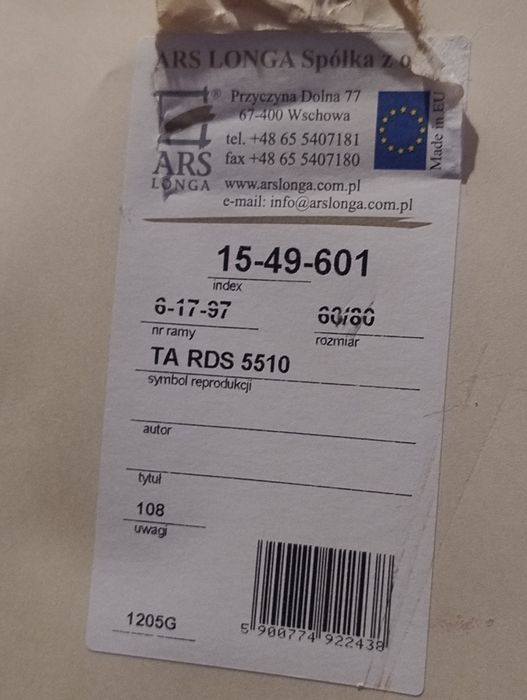 ARS LONGA Spółka z o
®
Przyczyna Dolna 77
67-400 Wschowa
tel. +48 65 5407181
fax +48 65 5407180
ARS
LONGA
www.arslonga.com.pl
e-mail: info@arslonga.com.pl
Made in EU
15-49-601
index
6-17-97
nr ramy
60/80
rozmiar
TA RDS 5510
symbol reprodukcji
autor
tytuł
108
uwagi
1205G
5 900774 922438